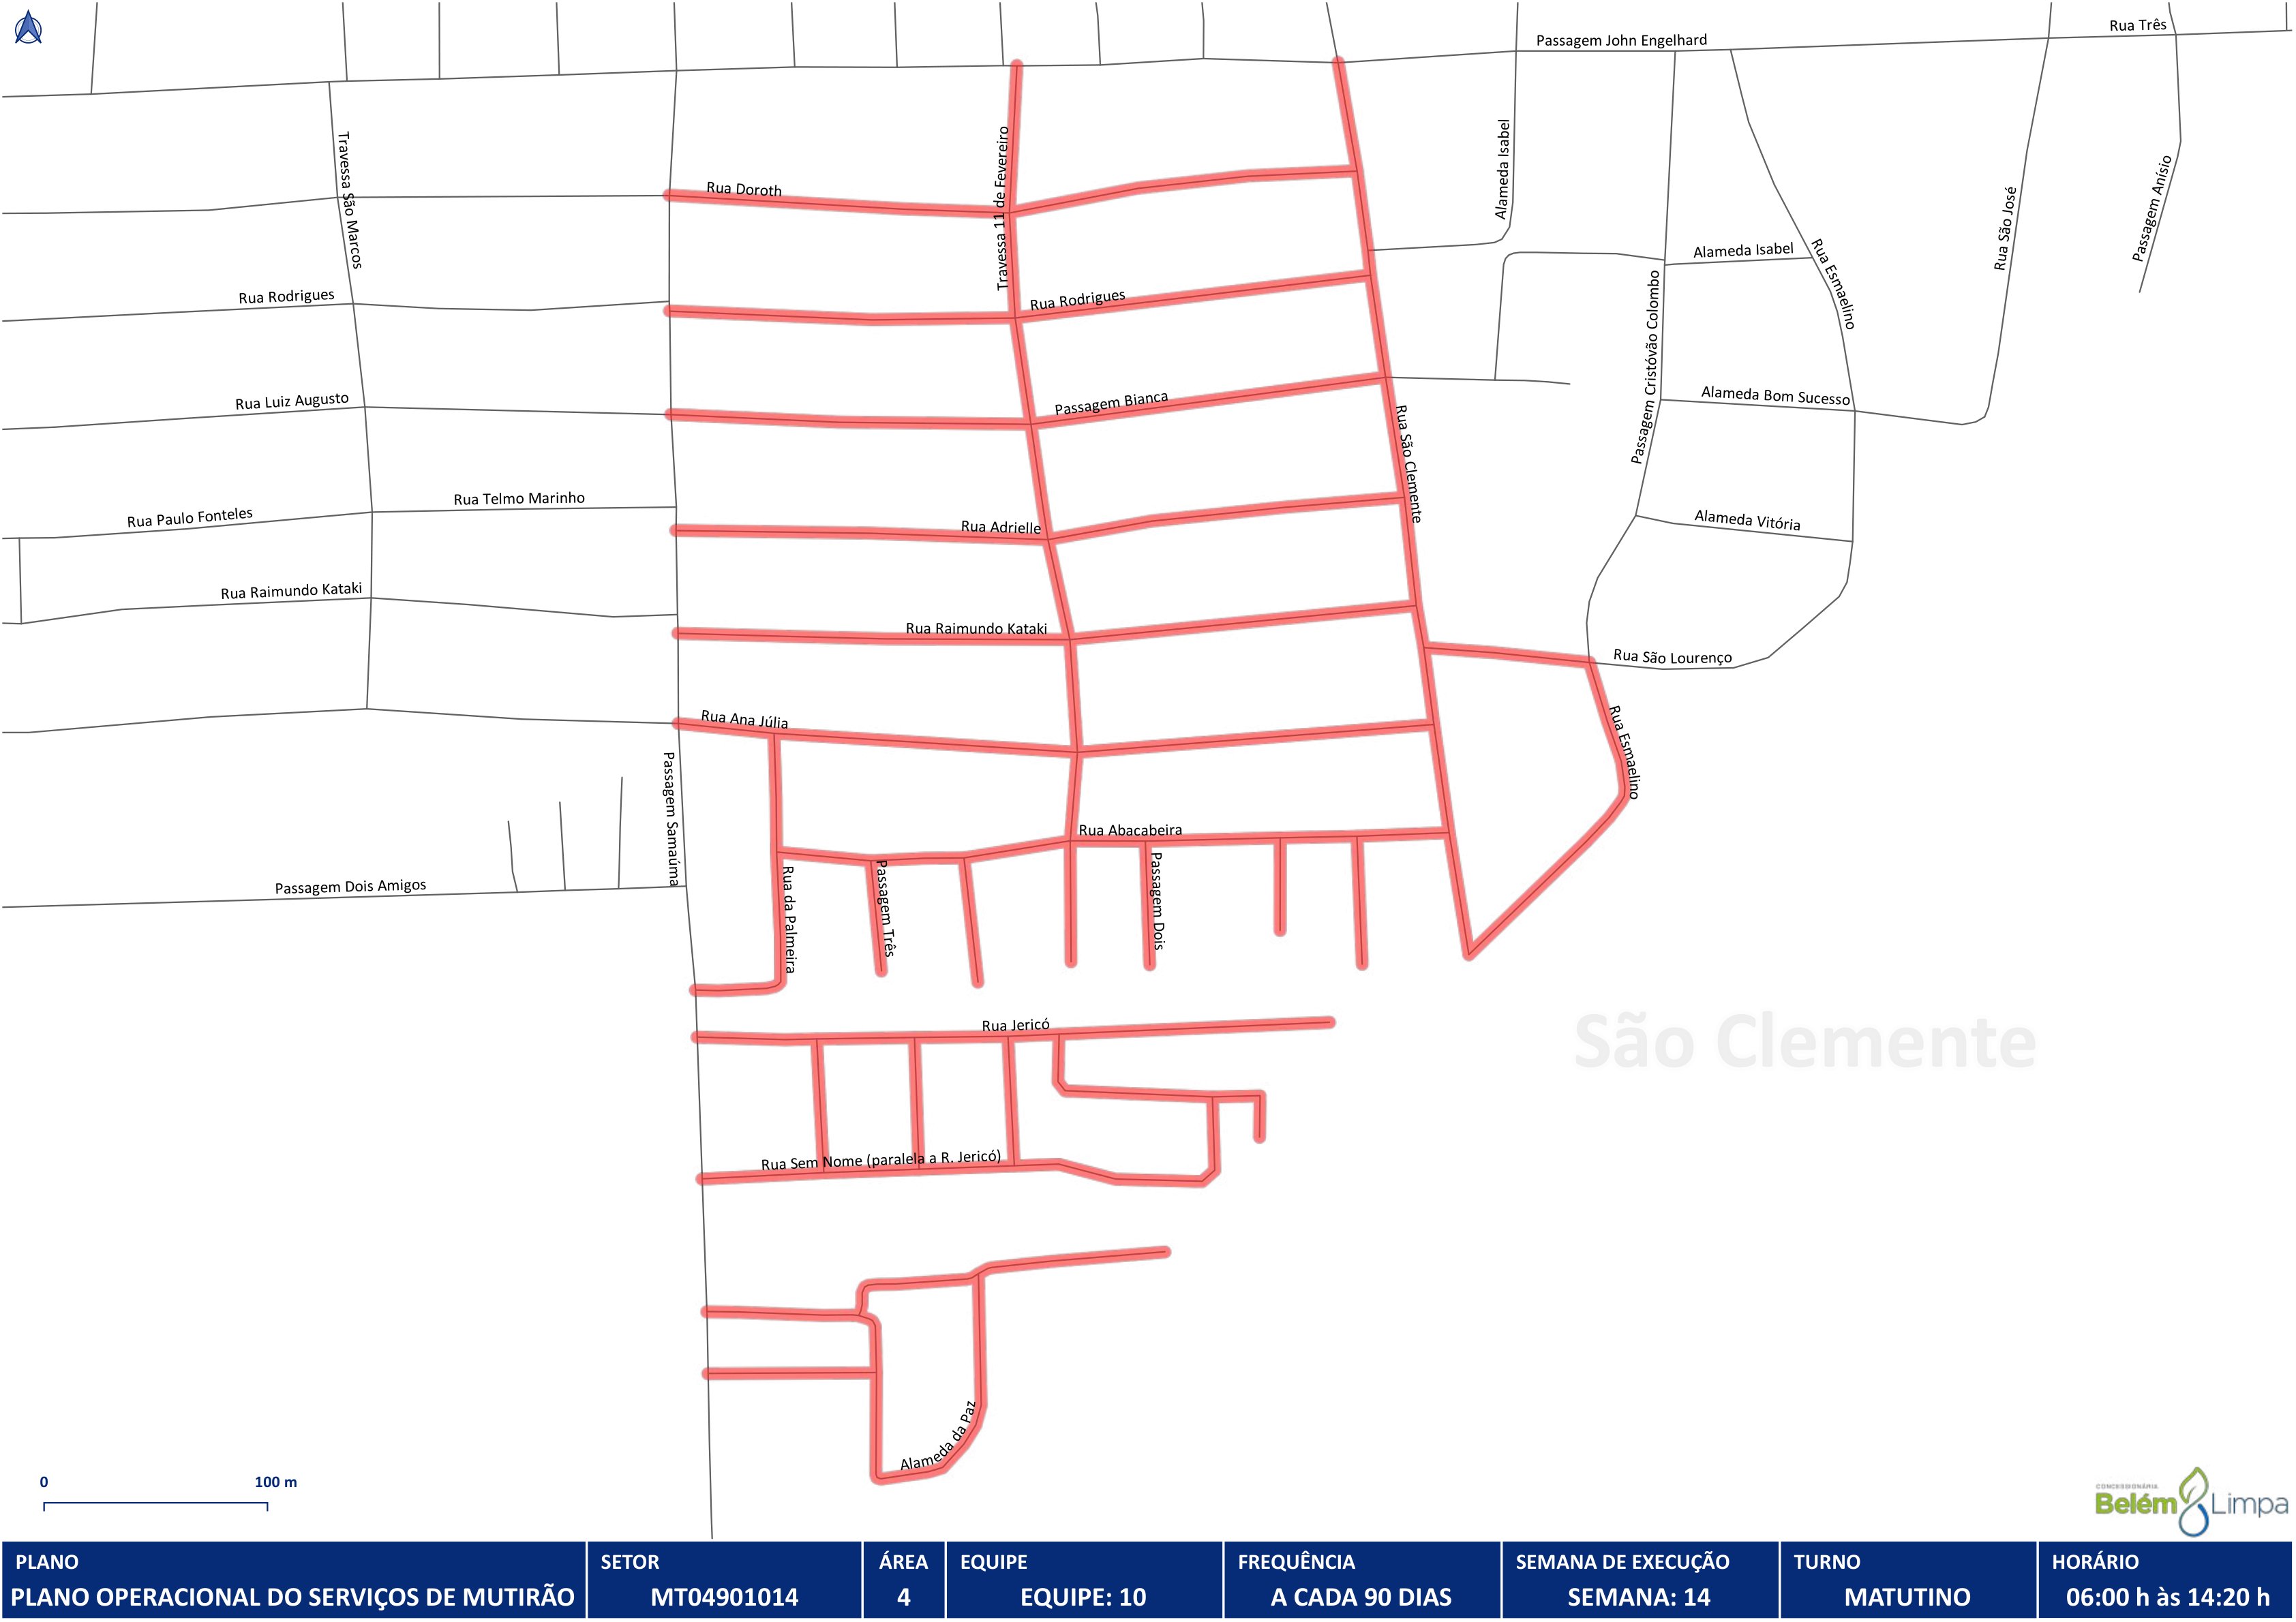 Rua Três
Passagem John Engelhard
Travessa São Marcos
Travessa 11 de Fevereiro
Alameda Isabel
Passagem Anísio
Rua Doroth
Rua São José
Alameda Isabel
Rua Esmaelino
Rua Rodrigues
Rua Rodrigues
Passagem Cristóvão Colombo
Rua Luiz Augusto
Passagem Bianca
Alameda Bom Sucesso
Rua São Clemente
Rua Telmo Marinho
Rua Paulo Fonteles
Rua Adrielle
Alameda Vitória
Rua Raimundo Kataki
Rua Raimundo Kataki
Rua São Lourenço
Rua Ana Júlia
Rua Esmaelino
Passagem Samaúma
Rua Abacabeira
Passagem Dois Amigos
Rua da Palmeira
Passagem Três
Passagem Dois
Rua Jericó
São Clemente
Rua Sem Nome (paralela a R. Jericó)
Alameda da Paz
0 100 m
CONCESSIONÁRIA
Belém Limpa
PLANO
PLANO OPERACIONAL DO SERVIÇOS DE MUTIRÃO
SETOR
MT04901014
ÁREA
4
EQUIPE
EQUIPE: 10
FREQUÊNCIA
A CADA 90 DIAS
SEMANA DE EXECUÇÃO
SEMANA: 14
TURNO
MATUTINO
HORÁRIO
06:00 h às 14:20 h